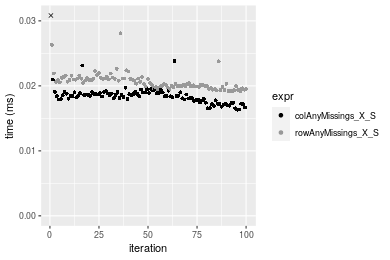 0.03
0.02
0.01
0.00
time (ms)
0
25
50
75
100
iteration
expr
colAnyMissings_X_S
rowAnyMissings_X_S